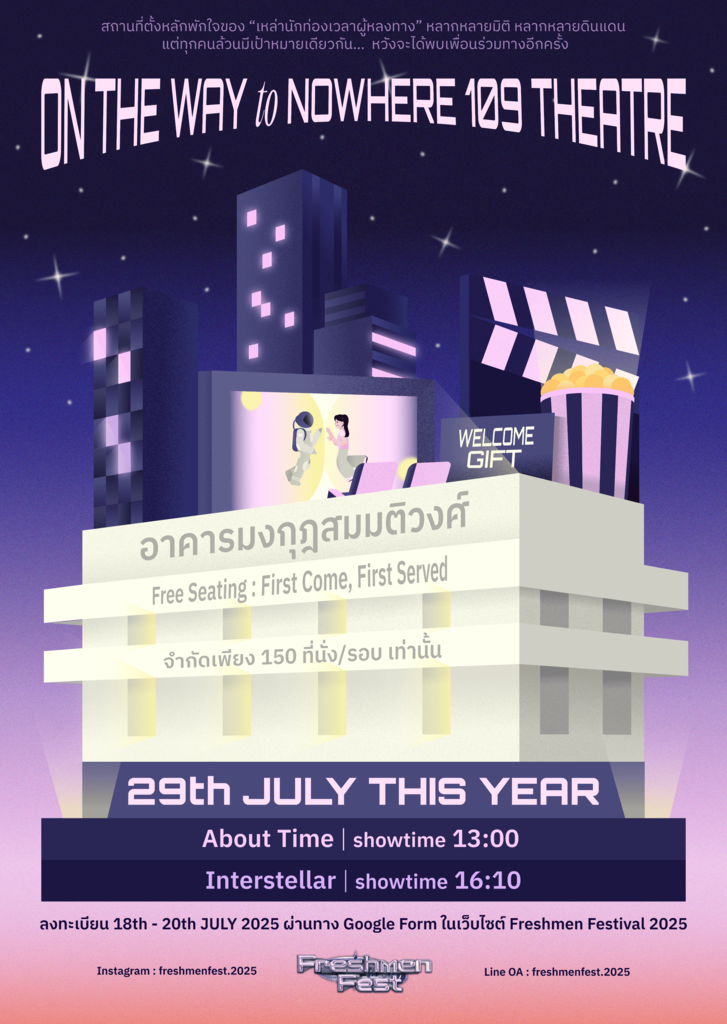 สถานที่ตั้งหลักพักใจของ “เหล่านักท่องเวลาผู้หลงทาง” หลากหลายมิติ หลากหลายดินแดน
แต่ทุกคนล้วนมีเป้าหมายเดียวกัน... หวังจะได้พบเพื่อนร่วมทางอีกครั้ง
ON THE WAY to NOWHERE 109 THEATRE
WELCOME
GIFT
อาคารมงกุฎสมมติวงศ์
Free Seating : First Come, First Served
จำกัดเพียง 150 ที่นั่ง/รอบ เท่านั้น
29th JULY THIS YEAR
About Time | showtime 13:00
Interstellar | showtime 16:10
ลงทะเบียน 18th - 20th JULY 2025 ผ่านทาง Google Form ในเว็บไซต์ Freshmen Festival 2025
Instagram : freshmenfest.2025
Freshmen
Fest
Line OA : freshmenfest.2025